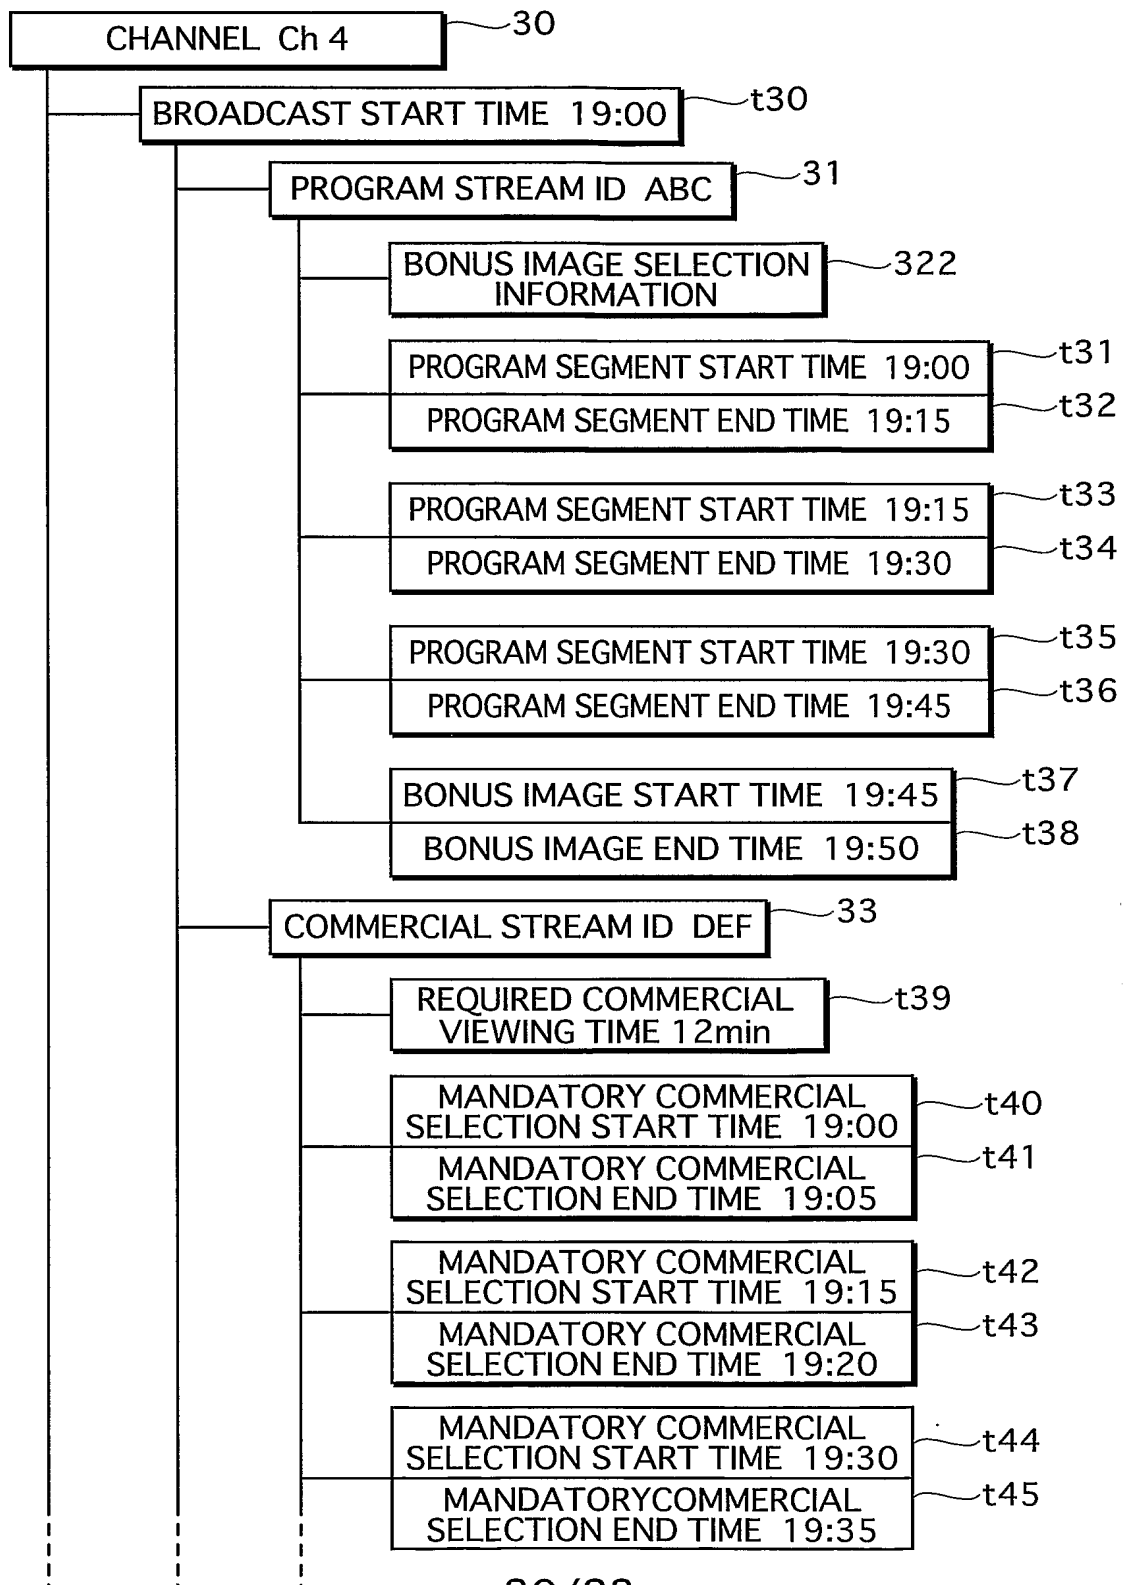 CHANNEL Ch 4
30
BROADCAST START TIME 19:00
t30
PROGRAM STREAM ID ABC
31
BONUS IMAGE SELECTION
INFORMATION
322
PROGRAM SEGMENT START TIME 19:00
t31
PROGRAM SEGMENT END TIME 19:15
t32
PROGRAM SEGMENT START TIME 19:15
t33
PROGRAM SEGMENT END TIME 19:30
t34
PROGRAM SEGMENT START TIME 19:30
t35
PROGRAM SEGMENT END TIME 19:45
t36
BONUS IMAGE START TIME 19:45
t37
BONUS IMAGE END TIME 19:50
t38
COMMERCIAL STREAM ID DEF
33
REQUIRED COMMERCIAL
VIEWING TIME 12min
t39
MANDATORY COMMERCIAL
SELECTION START TIME 19:00
t40
MANDATORY COMMERCIAL
SELECTION END TIME 19:05
t41
MANDATORY COMMERCIAL
SELECTION START TIME 19:15
t42
MANDATORY COMMERCIAL
SELECTION END TIME 19:20
t43
MANDATORY COMMERCIAL
SELECTION START TIME 19:30
t44
MANDATORYCOMMERCIAL
SELECTION END TIME 19:35
t45